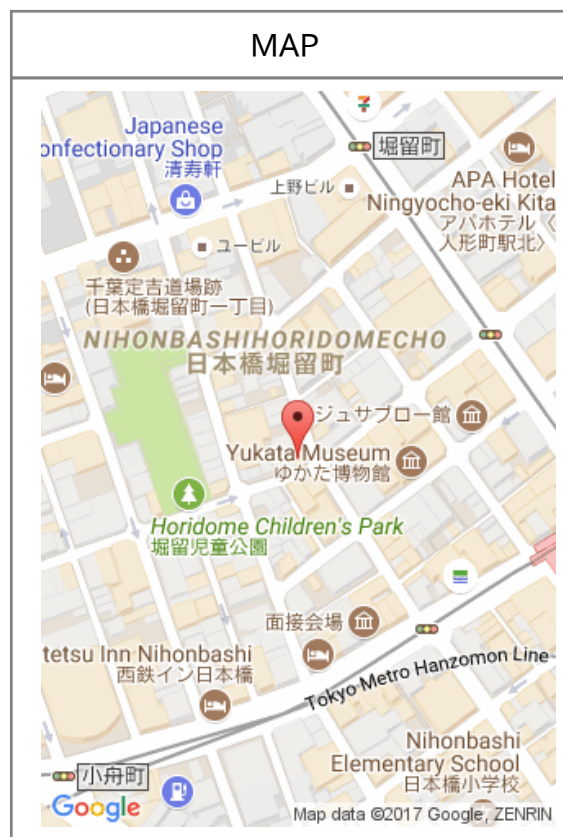 MAP
Japanese
onfectionary Shop
清寿軒
堀留町
上野ビル
APA Hotel
Ningyocho-eki Kita
アパホテル〈
人形町駅北〉
ユービル
千葉定吉道場跡
(日本橋堀留町一丁目)
NIHONBASHIHORIDOMECHO
日本橋堀留町
ジュサブロー館
Yukata Museum
ゆかた博物館
Horidome Children's Park
堀留児童公園
面接会場
tetsu Inn Nihonbashi
西鉄イン日本橋
Tokyo Metro Hanzomon Line
Nihonbashi
Elementary School
日本橋小学校
小舟町
Google
Map data ©2017 Google, ZENRIN